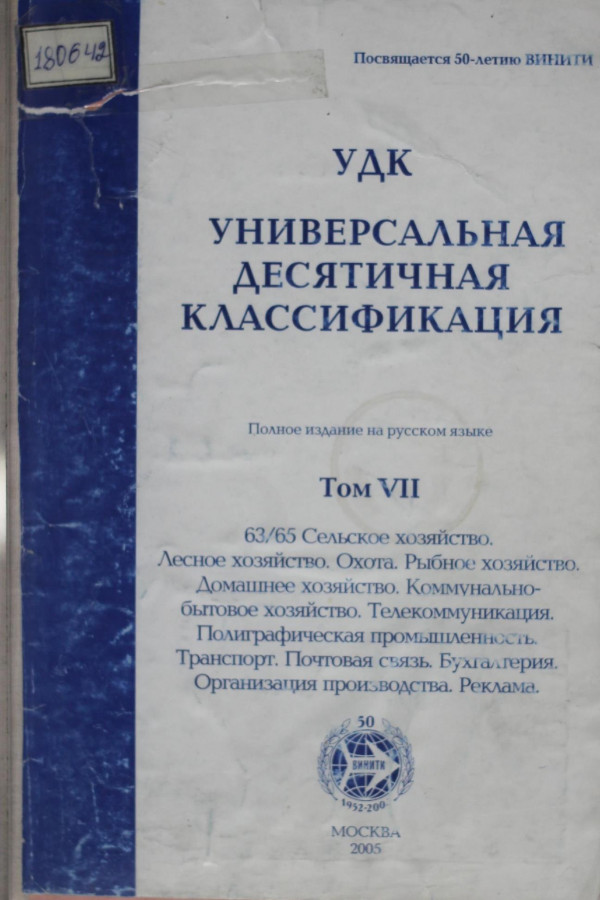 180642
Посвящается 50-летию ВИНИТИ
УДК
УНИВЕРСАЛЬНАЯ
ДЕСЯТИЧНАЯ
КЛАССИФИКАЦИЯ
Полное издание на русском языке
Том VII
63/65 Сельское хозяйство.
Лесное хозяйство. Охота. Рыбное хозяйство.
Домашнее хозяйство. Коммунально-
бытовое хозяйство. Телекоммуникация.
Полиграфическая промышленность.
Транспорт. Почтовая связь. Бухгалтерия.
Организация производства. Реклама.
50
ВИНИТИ
МОСКВА
2005